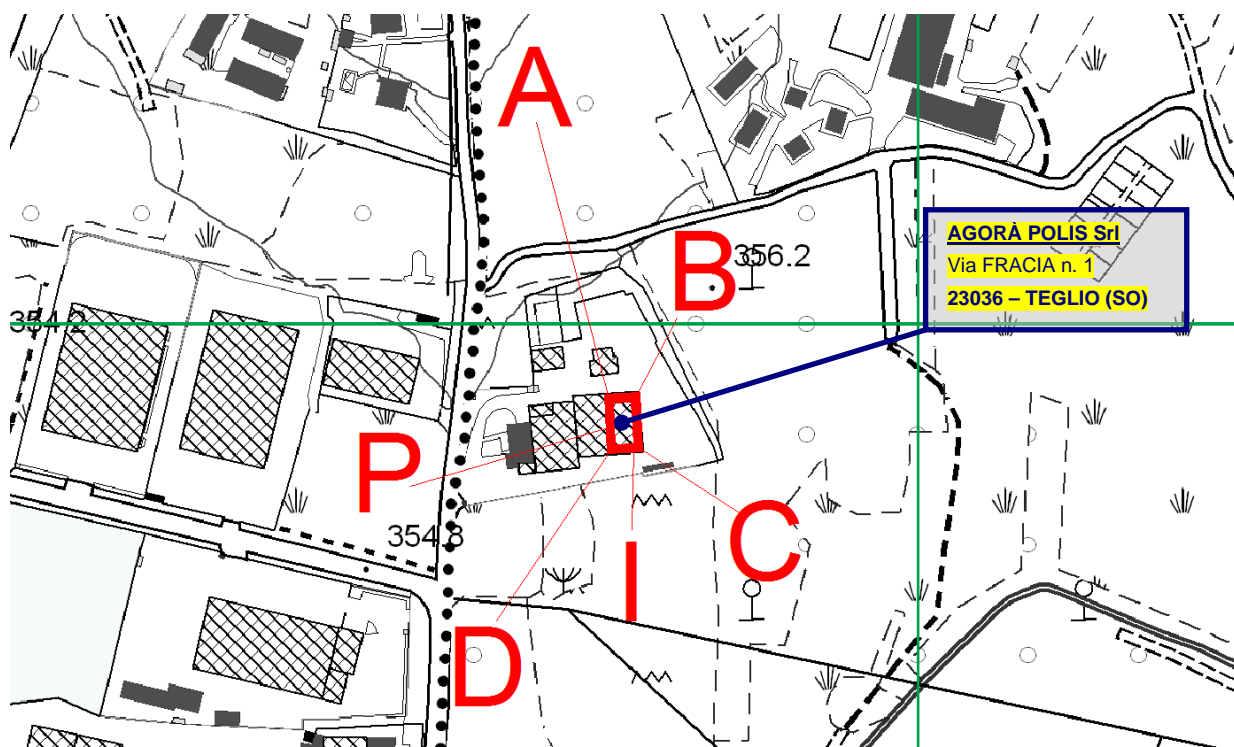 A
B
356.2
AGORÀ POLIS Srl
Via FRACIA n. 1
23036 – TEGLIO (SO)
354.2
P
354.8
C
I
D